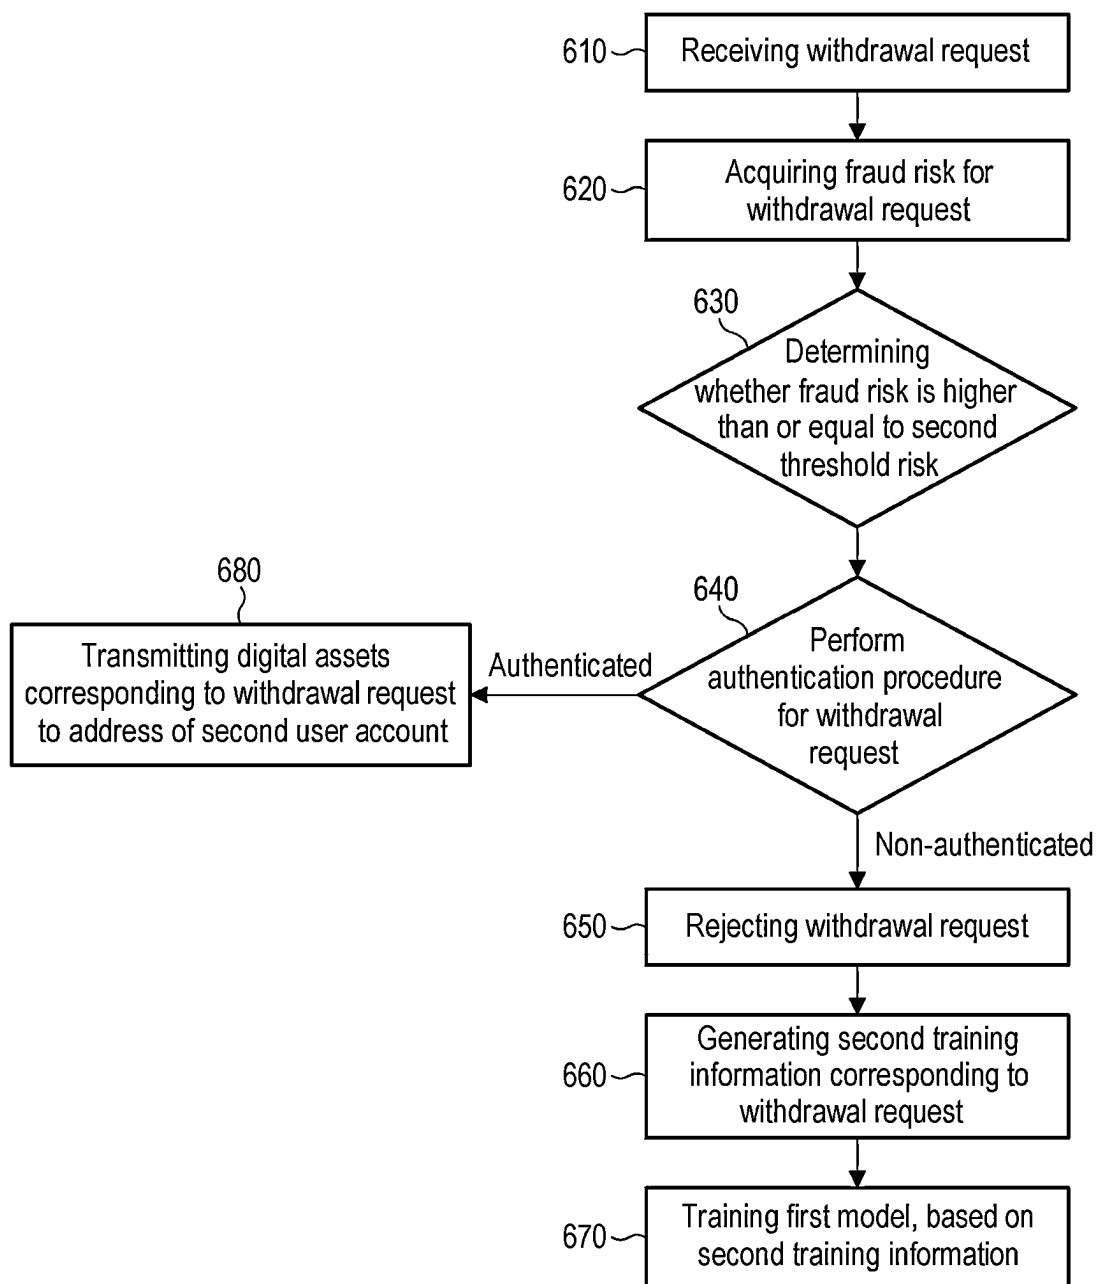 610
Receiving withdrawal request
620
Acquiring fraud risk for
withdrawal request
630
Determining
whether fraud risk is higher
than or equal to second
threshold risk
640
Perform
authentication procedure
for withdrawal
request
Authenticated
680
Transmitting digital assets
corresponding to withdrawal request
to address of second user account
Non-authenticated
650
Rejecting withdrawal request
660
Generating second training
information corresponding to
withdrawal request
670
Training first model, based on
second training information